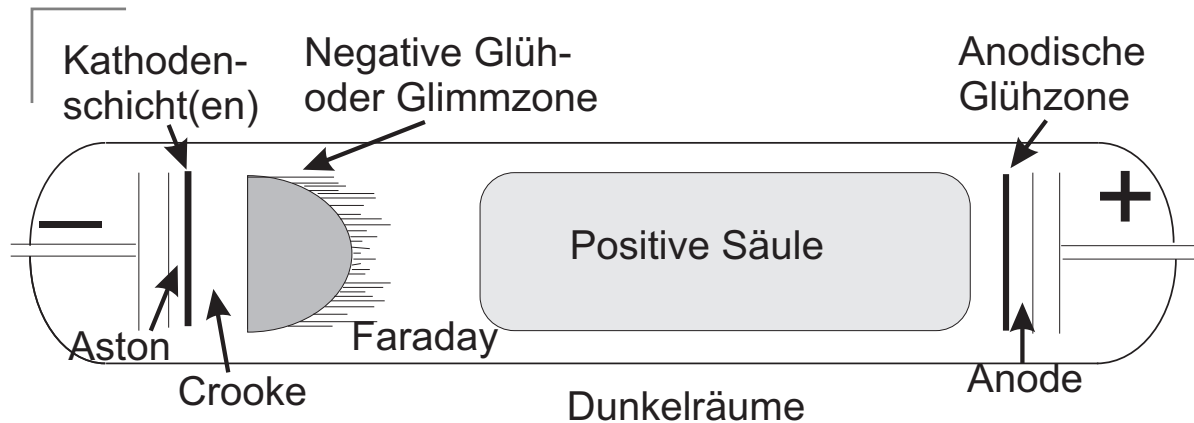 Kathoden-
schicht(en)
Negative Glüh-
oder Glimmzone
Anodische
Glühzone
−
+
Positive Säule
Aston
Crooke
Faraday
Anode
Dunkelräume